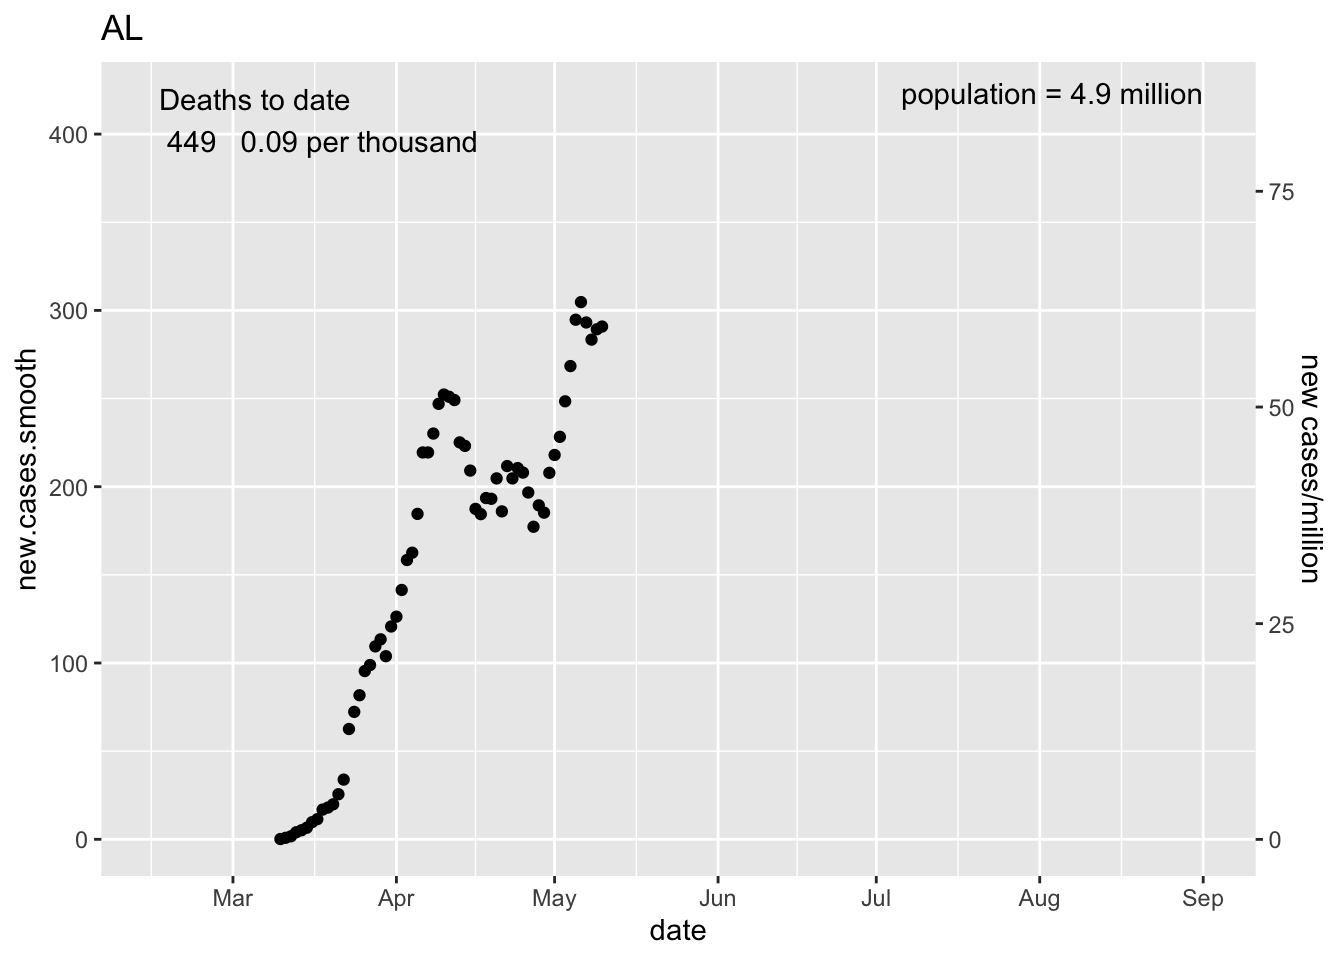 AL
Deaths to date
449 0.09 per thousand
population = 4.9 million
400
300
200
100
0
new.cases.smooth
75
50
25
0
new cases/million
Mar Apr May Jun Jul Aug Sep
date